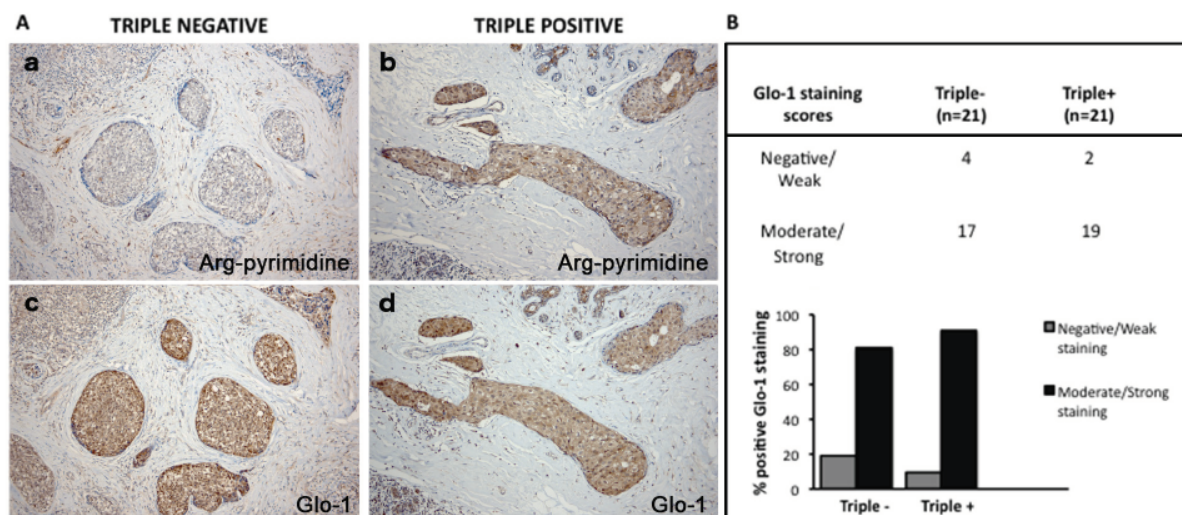 A
TRIPLE NEGATIVE
TRIPLE POSITIVE
a
Arg-pyrimidine
b
Arg-pyrimidine
c
Glo-1
d
Glo-1
B
Glo-1 staining Triple- Triple+
scores (n=21) (n=21)
Negative/ 4 2
Weak
Moderate/ 17 19
Strong
% positive Glo-1 staining
100
80
60
40
20
0
Triple - Triple +
Negative/Weak
staining
Moderate/Strong
staining